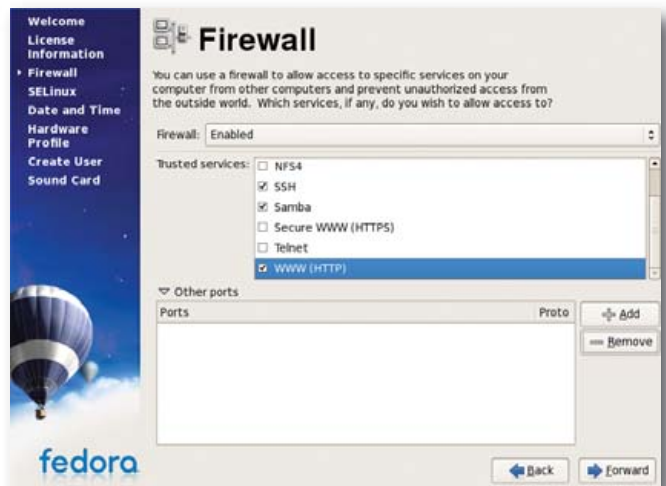 Welcome
License
Information
Firewall
SELinux
Date and Time
Hardware
Profile
Create User
Sound Card
fedora
Firewall
You can use a firewall to allow access to specific services on your
computer from other computers and prevent unauthorized access from
the outside world. Which services, if any, do you wish to allow access to?
Firewall: Enabled
Trusted services:
NFS4
SSH
Samba
Secure WWW (HTTPS)
Telnet
WWW (HTTP)
Other ports
Ports Proto
Add
Remove
Back Forward